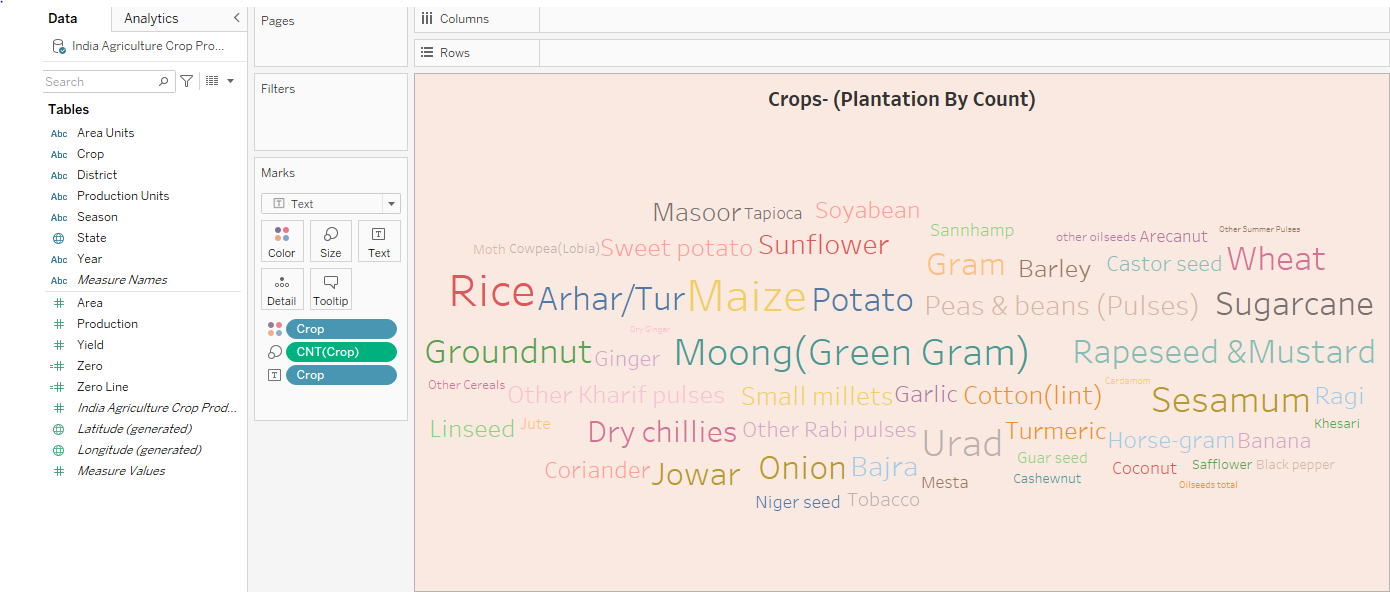 Data
Analytics
India Agriculture Crop Pro...
Search
Tables
Abc Area Units
Abc Crop
Abc District
Abc Production Units
Abc Season
State
Abc Year
Abc Measure Names
Area
Production
Yield
Zero
Zero Line
India Agriculture Crop Prod...
Latitude (generated)
Longitude (generated)
Measure Values
Pages
Filters
Marks
T Text
Color Size Text
Detail Tooltip
Crop
CNT(Crop)
Crop
Columns
Rows
Crops- (Plantation By Count)
Masoor Tapioca Soyabean
Sannhamp
Other Summer Pulses
other oilseeds Arecanut
Moth Cowpea(Lobia) Sweet potato Sunflower
Gram Barley Castor seed Wheat
Rice Arhar/Tur Maize Potato Peas & beans (Pulses) Sugarcane
Dry Ginger
Groundnut Ginger Moong(Green Gram) Rapeseed &Mustard
Other Cereals
Cardamom
Other Kharif pulses Small millets Garlic Cotton(lint) Sesamum Ragi
Linseed Jute
Khesari
Dry chillies Other Rabi pulses Urad Turmeric Horse-gram Banana
Guar seed
Coriander Jowar Onion Bajra Coconut Safflower Black pepper
Mesta Cashewnut
Oilseeds total
Niger seed Tobacco